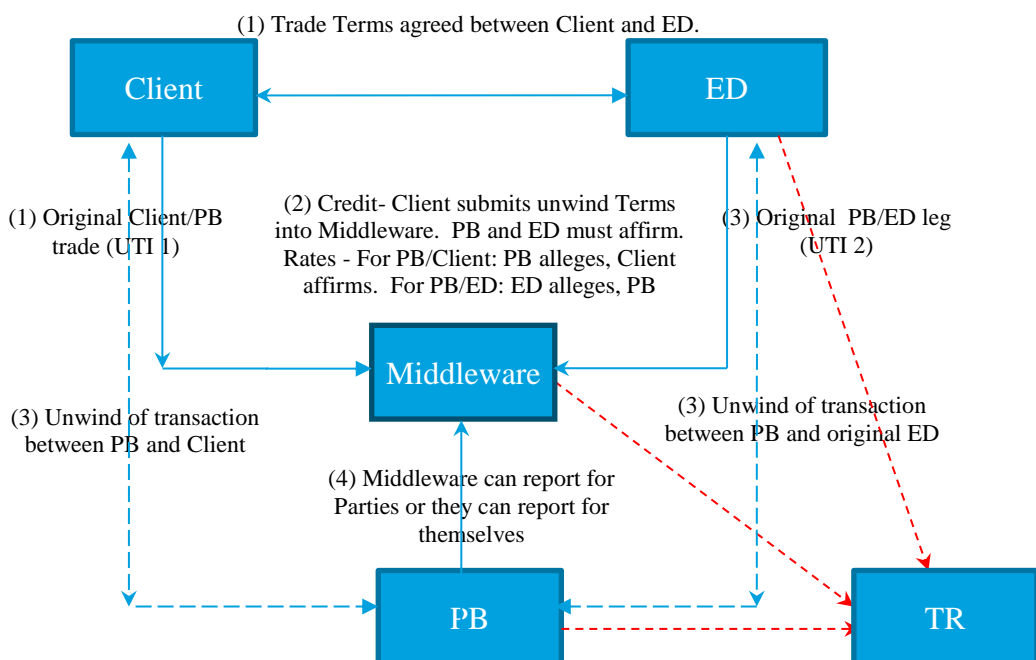 (1) Trade Terms agreed between Client and ED.
Client
ED
(1) Original Client/PB
trade (UTI 1)
(2) Credit- Client submits unwind Terms
into Middleware. PB and ED must affirm.
Rates - For PB/Client: PB alleges, Client
affirms. For PB/ED: ED alleges, PB
(3) Original PB/ED leg
(UTI 2)
Middleware
(3) Unwind of transaction
between PB and Client
(3) Unwind of transaction
between PB and original ED
(4) Middleware can report for
Parties or they can report for
themselves
PB
TR